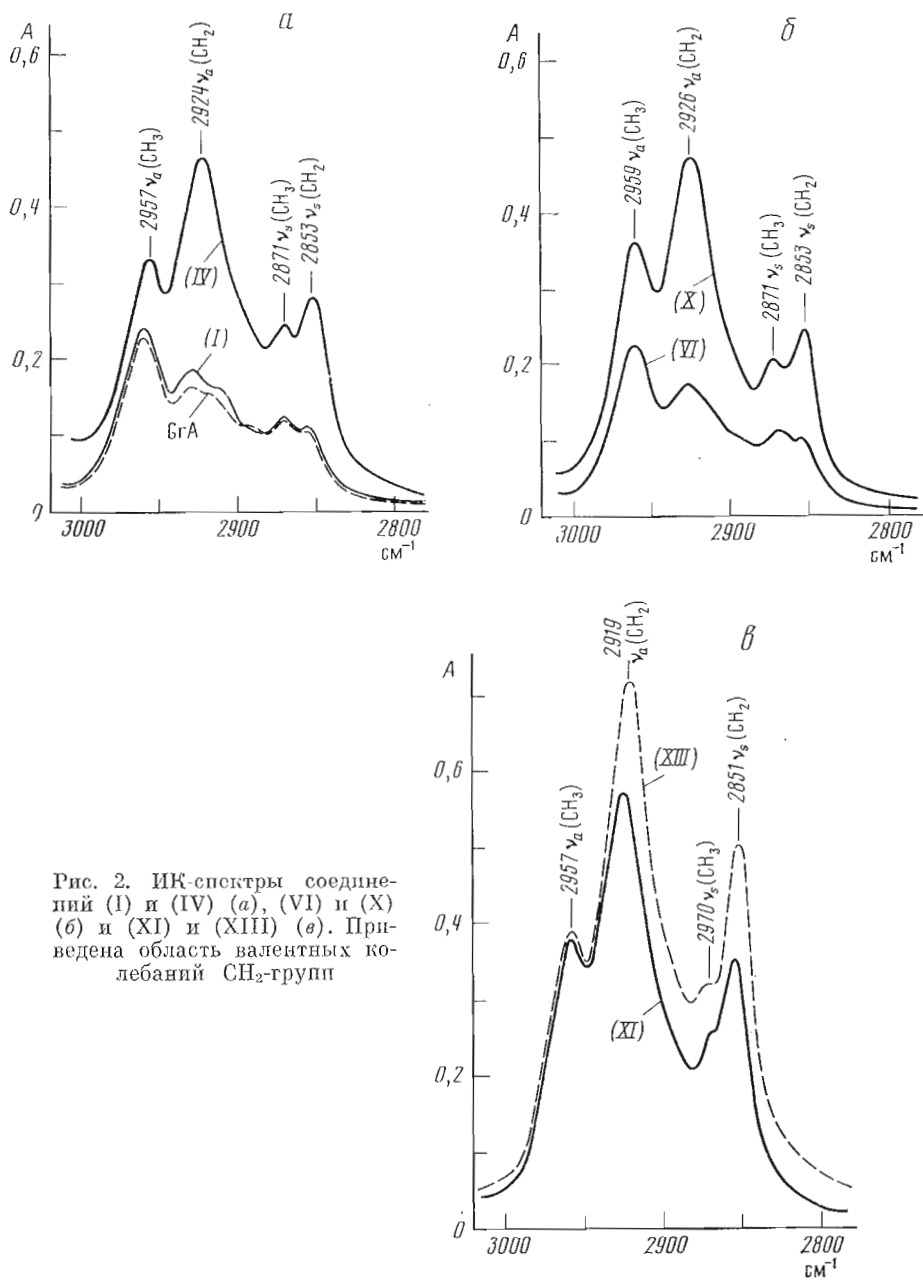 а
A
0,6
0,4
0,2
0
2957 νa (CH3)
2924 νa (CH2)
2871 νs (CH3)
2853 νs (CH2)
(IV)
(I)
GrA
3000
2900
2800
см⁻¹
б
A
0,6
0,4
0,2
0
2959 νa (CH3)
2926 νa (CH2)
2871 νs (CH3)
2853 νs (CH2)
(X)
(VI)
3000
2900
2800
см⁻¹
в
A
0,6
0,4
0,2
0
2957 νa (CH3)
2919
νa (CH2)
2970 νs (CH3)
2851 νs (CH2)
(XIII)
(XI)
3000
2900
2800
см⁻¹
Рис. 2. ИК-спектры соедине-
ний (I) и (IV) (а), (VI) и (X)
(б) и (XI) и (XIII) (в). При-
ведена область валентных ко-
лебаний CH2-групп